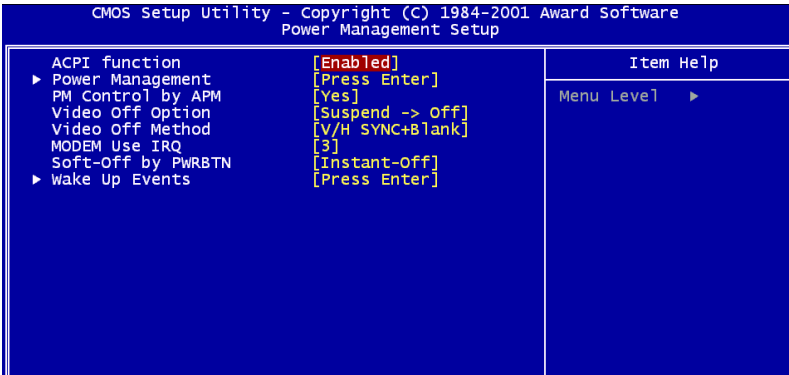 CMOS Setup Utility - Copyright (C) 1984-2001 Award Software
Power Management Setup
ACPI function [Enabled]
▶ Power Management [Press Enter]
PM Control by APM [Yes]
Video Off Option [Suspend -> Off]
Video Off Method [V/H SYNC+Blank]
MODEM Use IRQ [3]
Soft-Off by PWRBTN [Instant-Off]
▶ Wake Up Events [Press Enter]
Item Help
Menu Level ▶